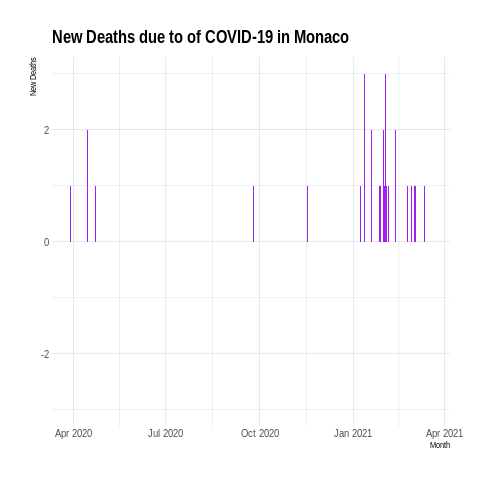 New Deaths due to of COVID-19 in Monaco
New Deaths
2
0
-2
Apr 2020 Jul 2020 Oct 2020 Jan 2021 Apr 2021
Month